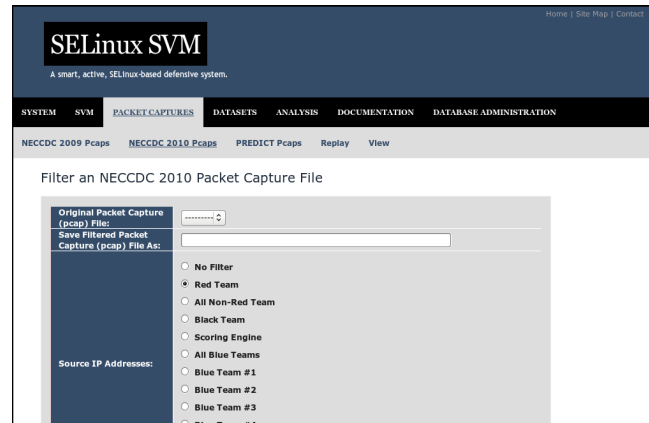 Home | Site Map | Contact
SELinux SVM
A smart, active, SELinux-based defensive system.
SYSTEM SVM PACKET CAPTURES DATASETS ANALYSIS DOCUMENTATION DATABASE ADMINISTRATION
NECCDC 2009 Pcaps NECCDC 2010 Pcaps PREDICT Pcaps Replay View
Filter an NECCDC 2010 Packet Capture File
Original Packet Capture
(pcap) File:
---------
Save Filtered Packet
Capture (pcap) File As:
Source IP Addresses:
No Filter
Red Team
All Non-Red Team
Black Team
Scoring Engine
All Blue Teams
Blue Team #1
Blue Team #2
Blue Team #3